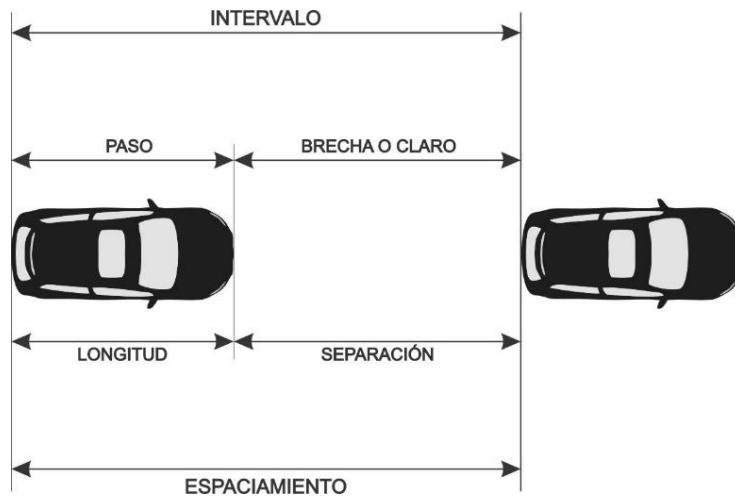 INTERVALO
PASO
BRECHA O CLARO
LONGITUD
SEPARACIÓN
ESPACIAMIENTO